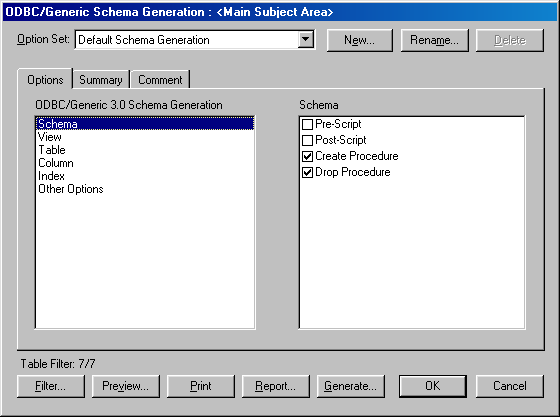 ODBC/Generic Schema Generation : <Main Subject Area>
Option Set: Default Schema Generation New... Rename... Delete
Options Summary Comment
ODBC/Generic 3.0 Schema Generation
Schema
View
Table
Column
Index
Other Options
Schema
Pre-Script
Post-Script
Create Procedure
Drop Procedure
Table Filter: 7/7
Filter... Preview... Print Report... Generate... OK Cancel